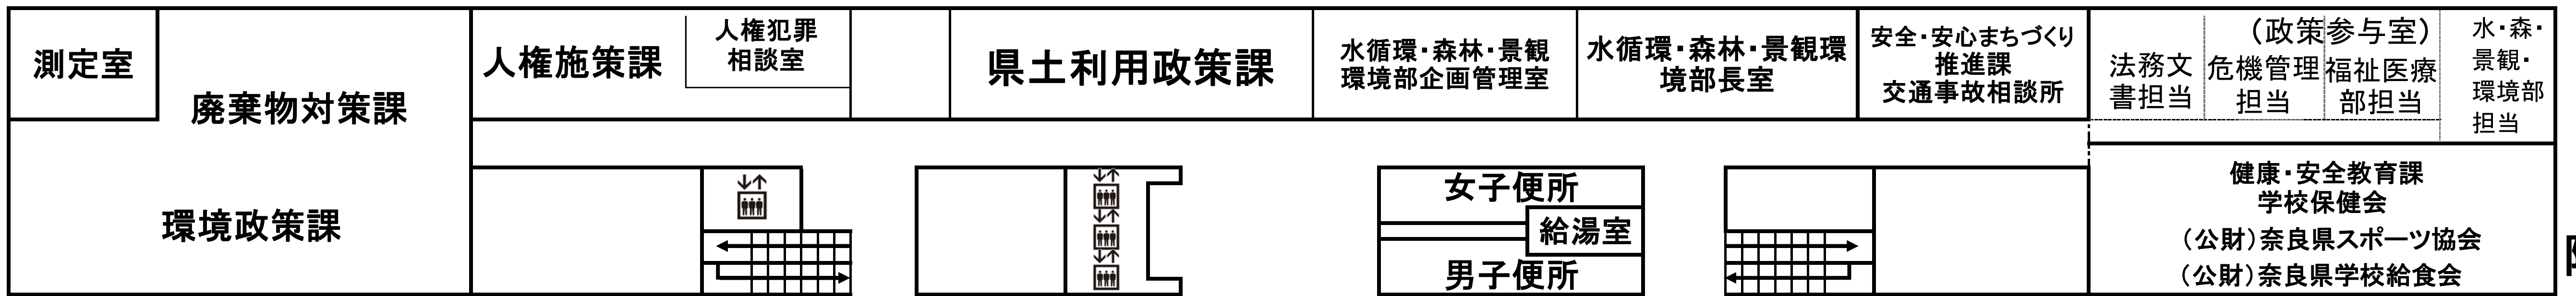 測定室
廃棄物対策課
環境政策課
人権施策課
人権犯罪
相談室
県土利用政策課
水循環・森林・景観
環境部企画管理室
水循環・森林・景観環
境部長室
安全・安心まちづくり
推進課
交通事故相談所
（政策参与室）
法務文
書担当
危機管理
担当
福祉医療
部担当
水・森・
景観・
環境部
担当
女子便所
給湯室
男子便所
健康・安全教育課
学校保健会
（公財）奈良県スポーツ協会
（公財）奈良県学校給食会